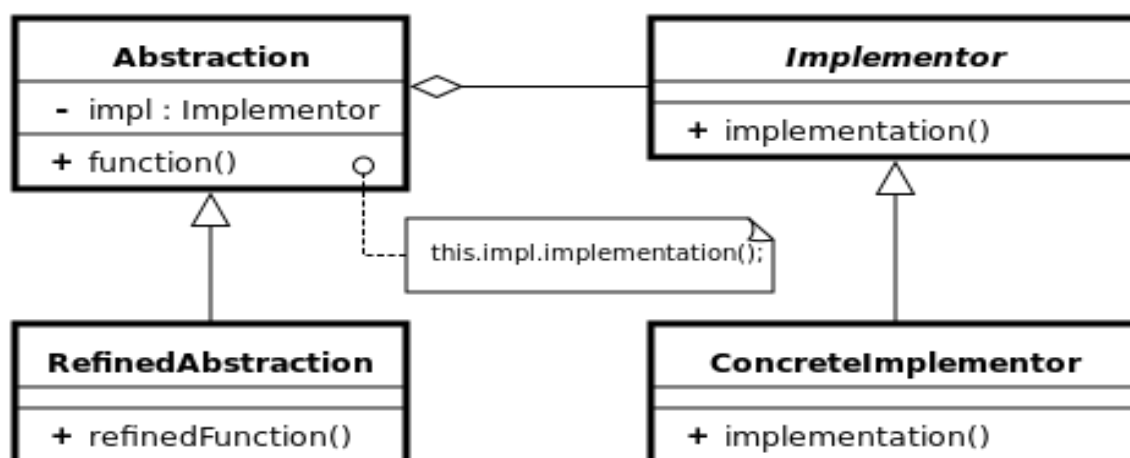 Abstraction
- impl : Implementor
+ function()
Implementor
+ implementation()
this.impl.implementation();
RefinedAbstraction
+ refinedFunction()
ConcreteImplementor
+ implementation()